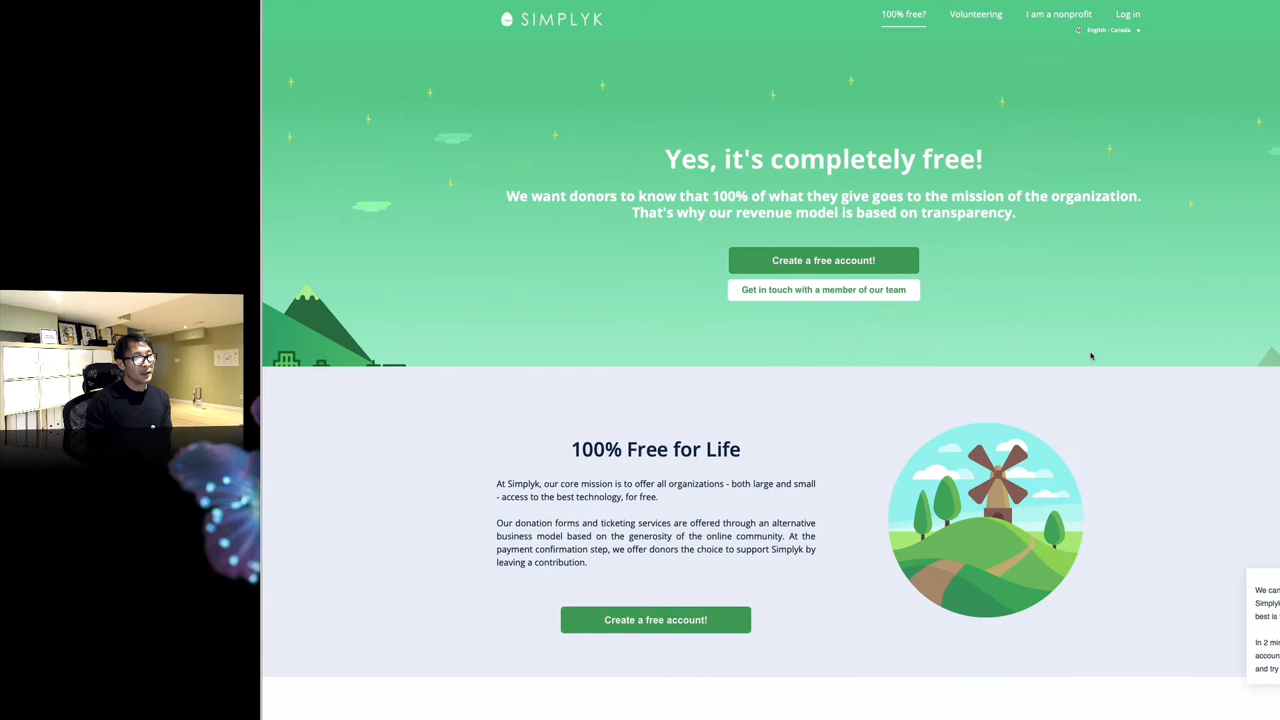 SIMPLYK
100% free?
Volunteering
I am a nonprofit
Log in
English - Canada
Yes, it's completely free!
We want donors to know that 100% of what they give goes to the mission of the organization.
That's why our revenue model is based on transparency.
Create a free account!
Get in touch with a member of our team
100% Free for Life
At Simplyk, our core mission is to offer all organizations - both large and small
- access to the best technology, for free.
Our donation forms and ticketing services are offered through an alternative
business model based on the generosity of the online community. At the
payment confirmation step, we offer donors the choice to support Simplyk by
leaving a contribution.
Create a free account!
We can
Simplyk
best is
In 2 mi
accoun
and try